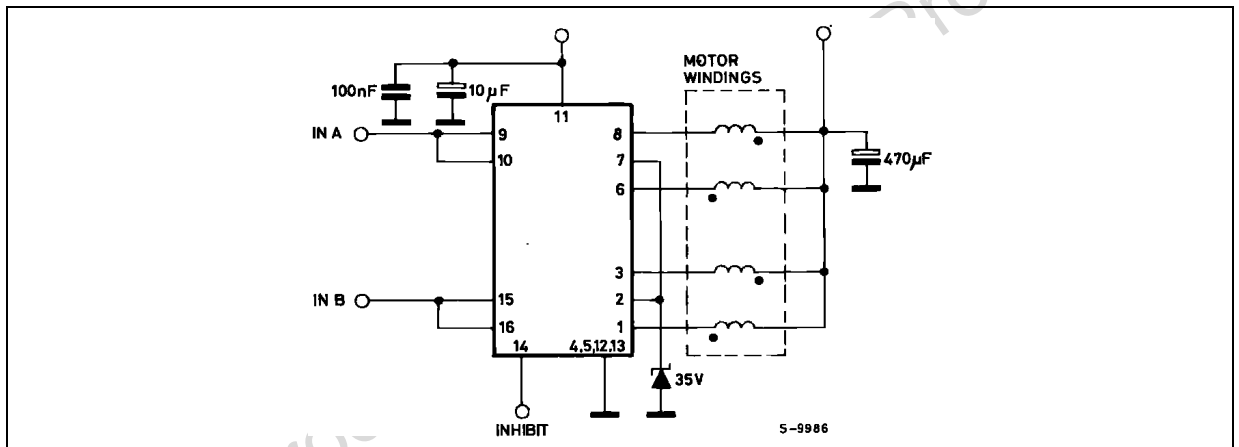 MOTOR
WINDINGS
100nF
10µF
11
IN A
9
8
10
7
470µF
6
3
IN B
15
2
16
1
14
4,5,12,13
35V
INHIBIT
S-9986